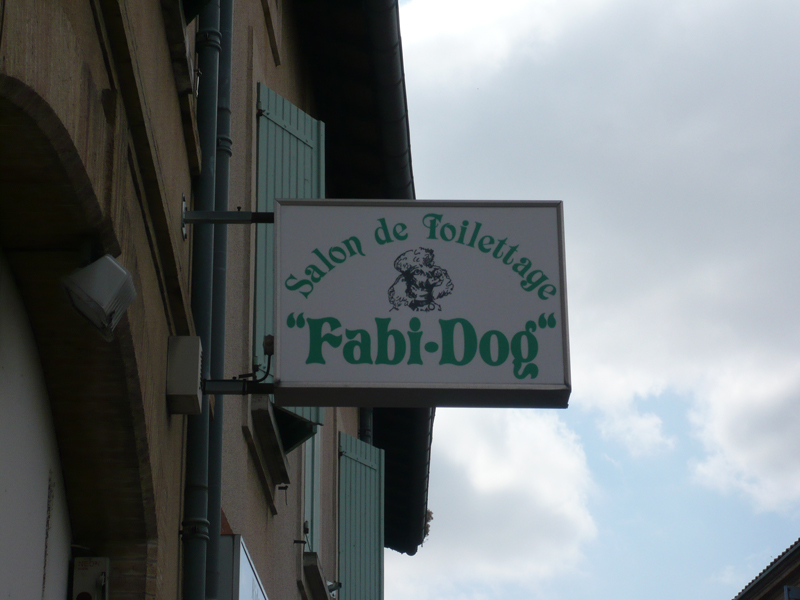 Salon de Toilettage
“Fabi-Dog“